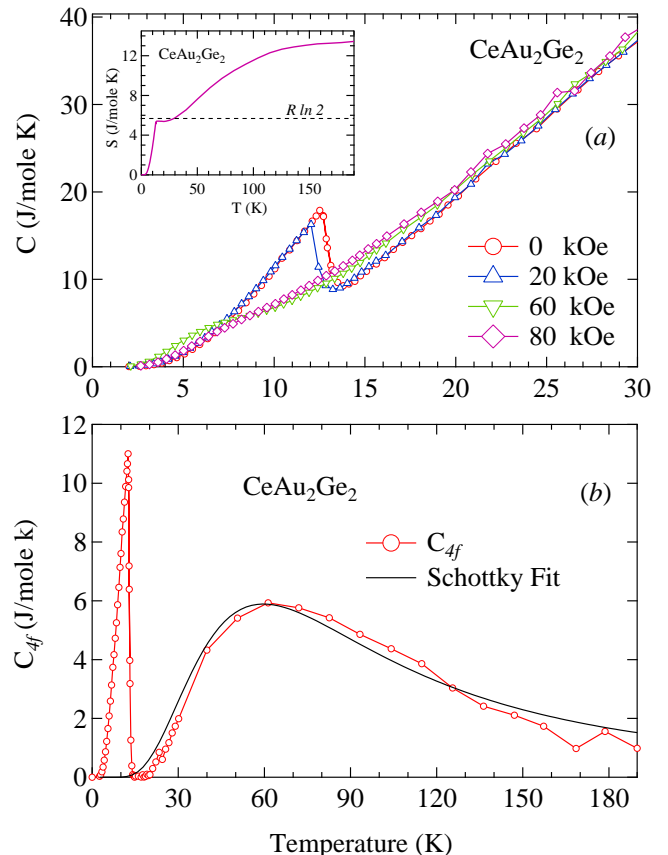 40
30
20
10
0
C (J/mole K)
12
8
4
0
S (J/mole K)
CeAu2Ge2
R ln 2
0
50
100
150
T (K)
CeAu2Ge2
(a)
0 kOe
20 kOe
60 kOe
80 kOe
0
5
10
15
20
25
30
12
10
8
6
4
2
0
C4f (J/mole k)
CeAu2Ge2
(b)
C4f
Schottky Fit
0
30
60
90
120
150
180
Temperature (K)